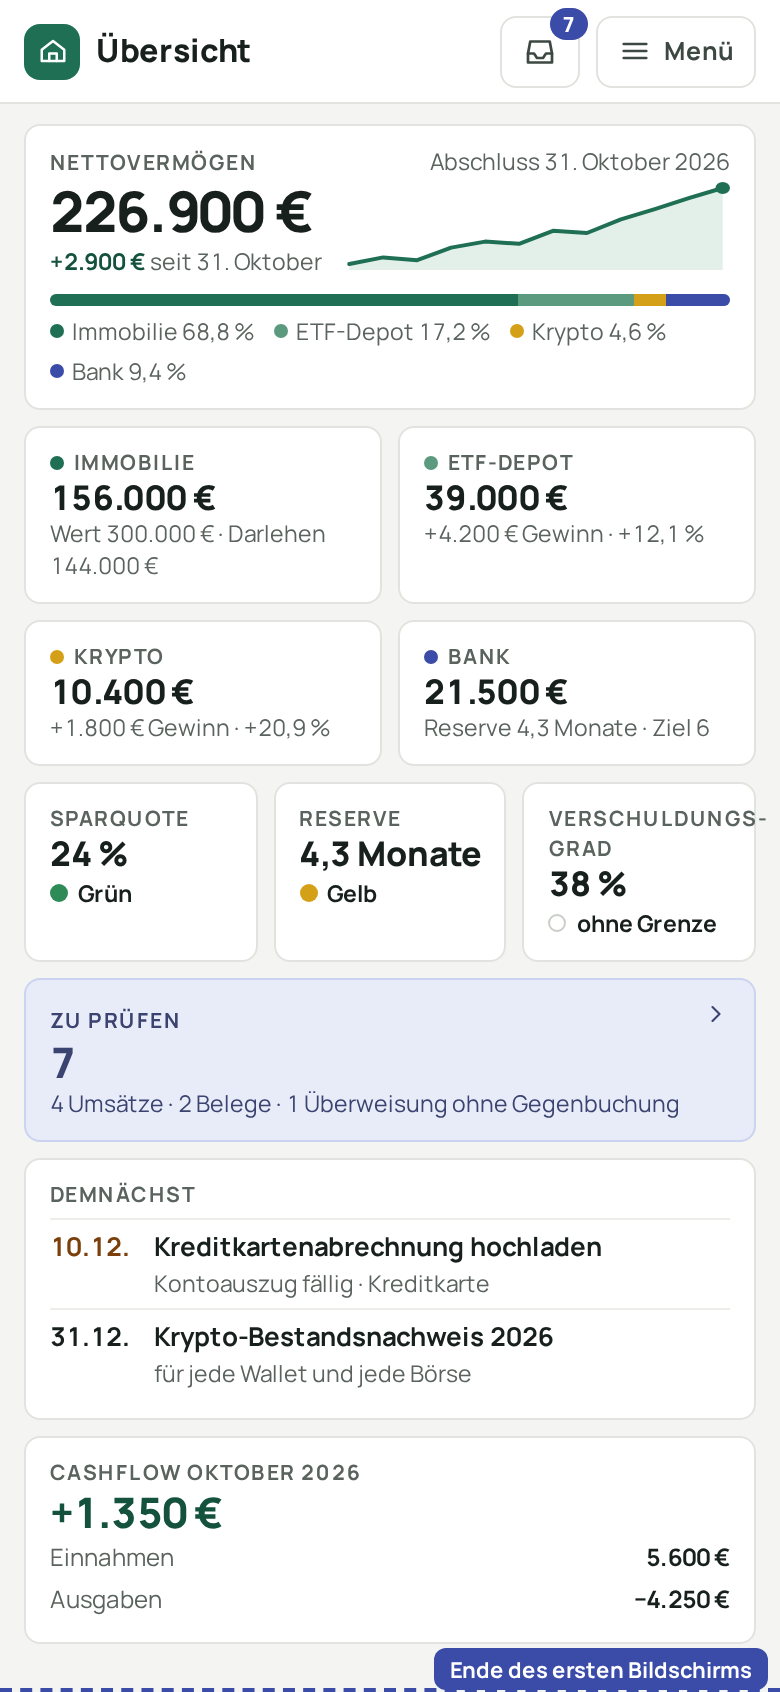 Übersicht
7
Menü
NETTOVERMÖGEN
Abschluss 31. Oktober 2026
226.900 €
+2.900 € seit 31. Oktober
Immobilie 68,8 % ETF-Depot 17,2 % Krypto 4,6 %
Bank 9,4 %
IMMOBILIE
156.000 €
Wert 300.000 € · Darlehen
144.000 €
ETF-DEPOT
39.000 €
+4.200 € Gewinn · +12,1 %
KRYPTO
10.400 €
+1.800 € Gewinn · +20,9 %
BANK
21.500 €
Reserve 4,3 Monate · Ziel 6
SPARQUOTE
24 %
Grün
RESERVE
4,3 Monate
Gelb
VERSCHULDUNGS-
GRAD
38 %
ohne Grenze
ZU PRÜFEN
7
4 Umsätze · 2 Belege · 1 Überweisung ohne Gegenbuchung
DEMNÄCHST
10.12. Kreditkartenabrechnung hochladen
Kontoauszug fällig · Kreditkarte
31.12. Krypto-Bestandsnachweis 2026
für jede Wallet und jede Börse
CASHFLOW OKTOBER 2026
+1.350 €
Einnahmen 5.600 €
Ausgaben −4.250 €
Ende des ersten Bildschirms